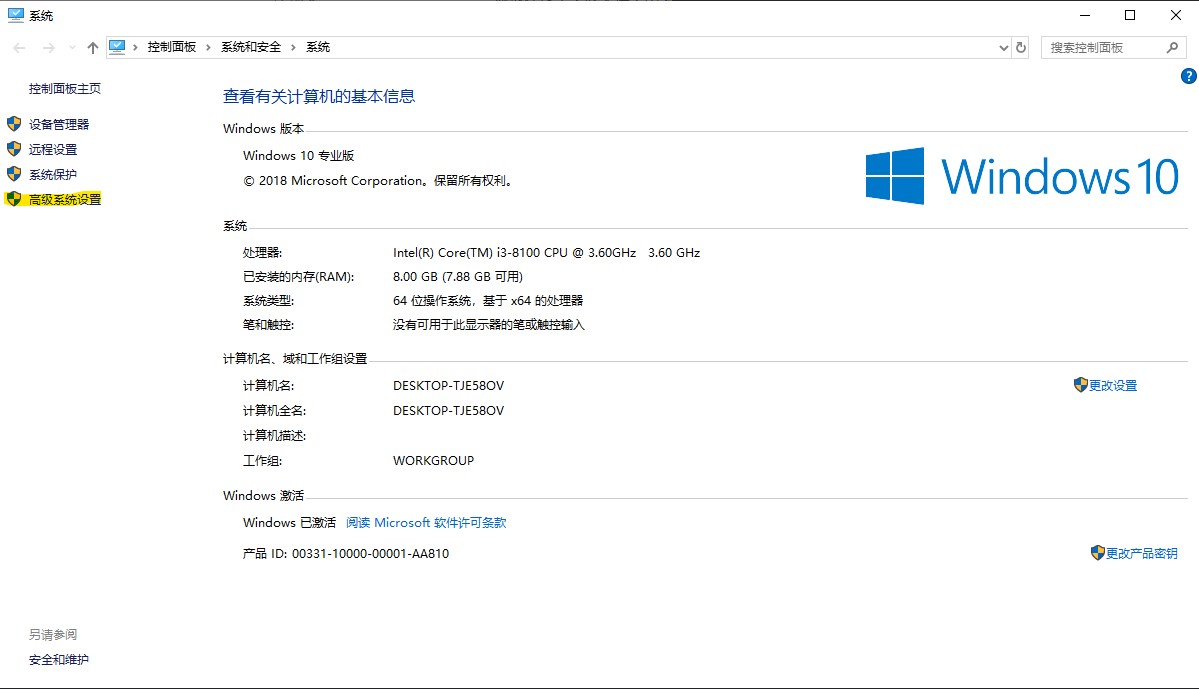 系统
控制面板 › 系统和安全 › 系统
搜索控制面板
?
控制面板主页
设备管理器
远程设置
系统保护
高级系统设置
查看有关计算机的基本信息
Windows 版本
Windows 10 专业版
© 2018 Microsoft Corporation。保留所有权利。
Windows 10
系统
处理器: Intel(R) Core(TM) i3-8100 CPU @ 3.60GHz 3.60 GHz
已安装的内存(RAM): 8.00 GB (7.88 GB 可用)
系统类型: 64 位操作系统，基于 x64 的处理器
笔和触控: 没有可用于此显示器的笔或触控输入
计算机名、域和工作组设置
计算机名: DESKTOP-TJE58OV
更改设置
计算机全名: DESKTOP-TJE58OV
计算机描述:
工作组: WORKGROUP
Windows 激活
Windows 已激活 阅读 Microsoft 软件许可条款
产品 ID: 00331-10000-00001-AA810
更改产品密钥
另请参阅
安全和维护